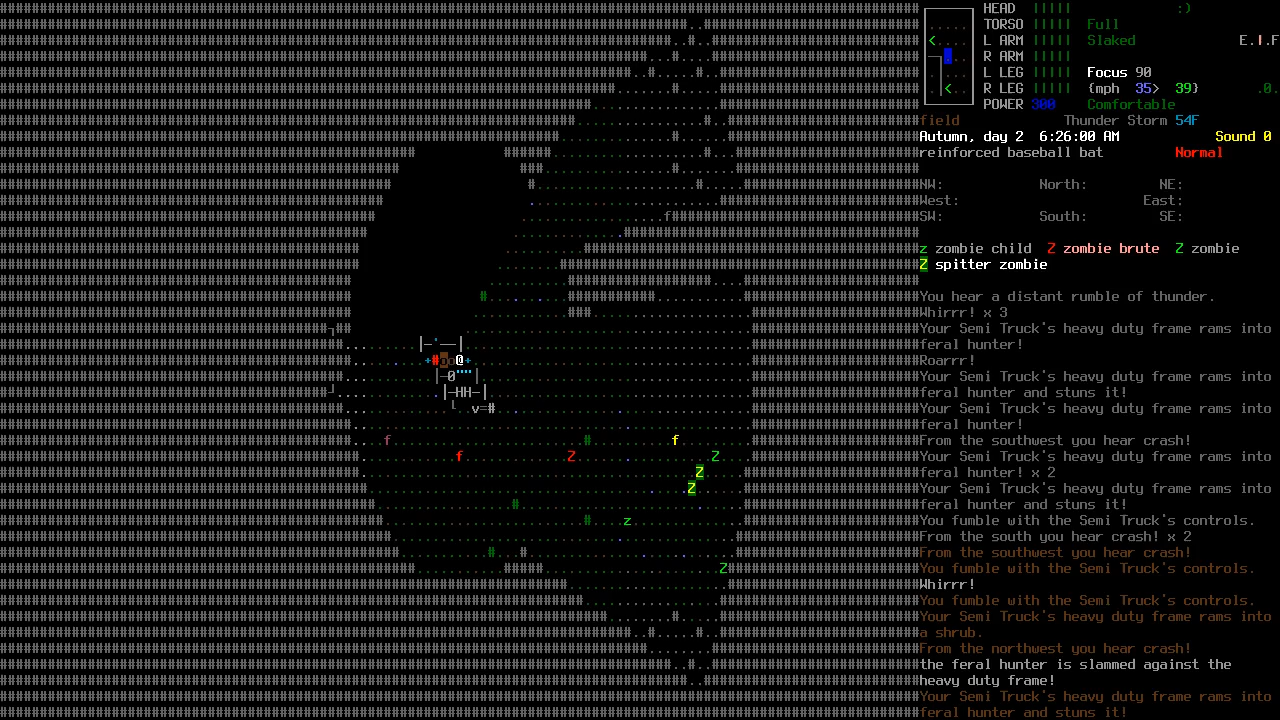 HEAD ||||| :)
TORSO ||||| Full
L ARM ||||| Slaked E.I.F
R ARM |||||
L LEG ||||| Focus 90
R LEG ||||| {mph 35> 39} .0.
POWER 300 Comfortable
field Thunder Storm 54F
Autumn, day 2 6:26:00 AM Sound 0
reinforced baseball bat Normal
NW: North: NE:
West: East:
SW: South: SE:
z zombie child Z zombie brute Z zombie
Z spitter zombie
You hear a distant rumble of thunder.
Whirrr! x 3
Your Semi Truck's heavy duty frame rams into
feral hunter!
Roarrr!
Your Semi Truck's heavy duty frame rams into
feral hunter and stuns it!
Your Semi Truck's heavy duty frame rams into
feral hunter!
From the southwest you hear crash!
Your Semi Truck's heavy duty frame rams into
feral hunter! x 2
Your Semi Truck's heavy duty frame rams into
feral hunter and stuns it!
You fumble with the Semi Truck's controls.
From the south you hear crash! x 2
From the southwest you hear crash!
You fumble with the Semi Truck's controls.
Whirrr!
You fumble with the Semi Truck's controls.
Your Semi Truck's heavy duty frame rams into
a shrub.
From the northwest you hear crash!
the feral hunter is slammed against the
heavy duty frame!
Your Semi Truck's heavy duty frame rams into
feral hunter and stuns it!